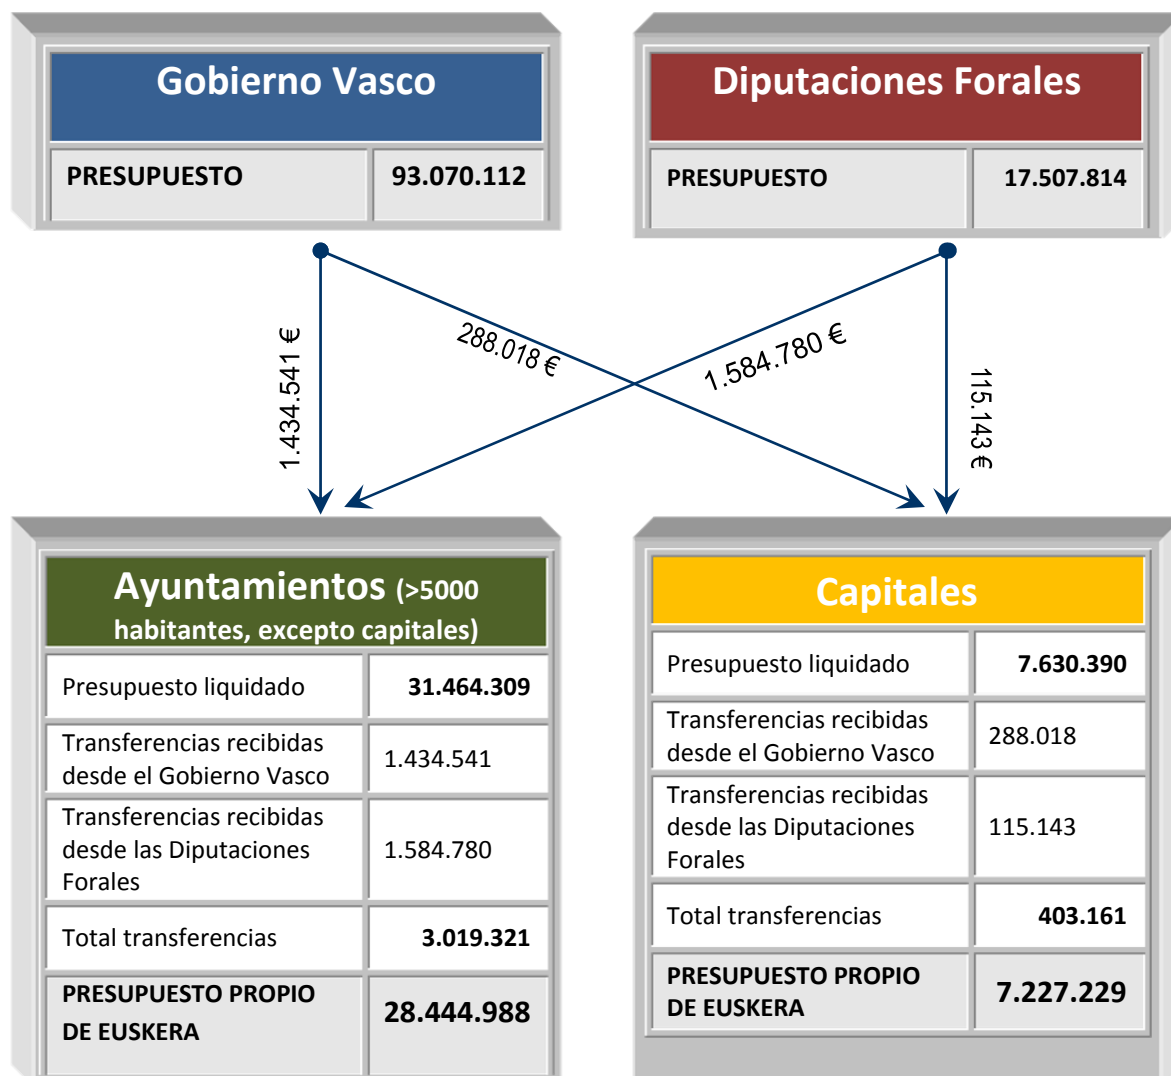 Gobierno Vasco
PRESUPUESTO 93.070.112
Diputaciones Forales
PRESUPUESTO 17.507.814
1.434.541 €
288.018 €
1.584.780 €
115.143 €
Ayuntamientos (>5000
habitantes, excepto capitales)
Presupuesto liquidado 31.464.309
Transferencias recibidas
desde el Gobierno Vasco 1.434.541
Transferencias recibidas
desde las Diputaciones
Forales 1.584.780
Total transferencias 3.019.321
PRESUPUESTO PROPIO
DE EUSKERA 28.444.988
Capitales
Presupuesto liquidado 7.630.390
Transferencias recibidas
desde el Gobierno Vasco 288.018
Transferencias recibidas
desde las Diputaciones
Forales 115.143
Total transferencias 403.161
PRESUPUESTO PROPIO
DE EUSKERA 7.227.229